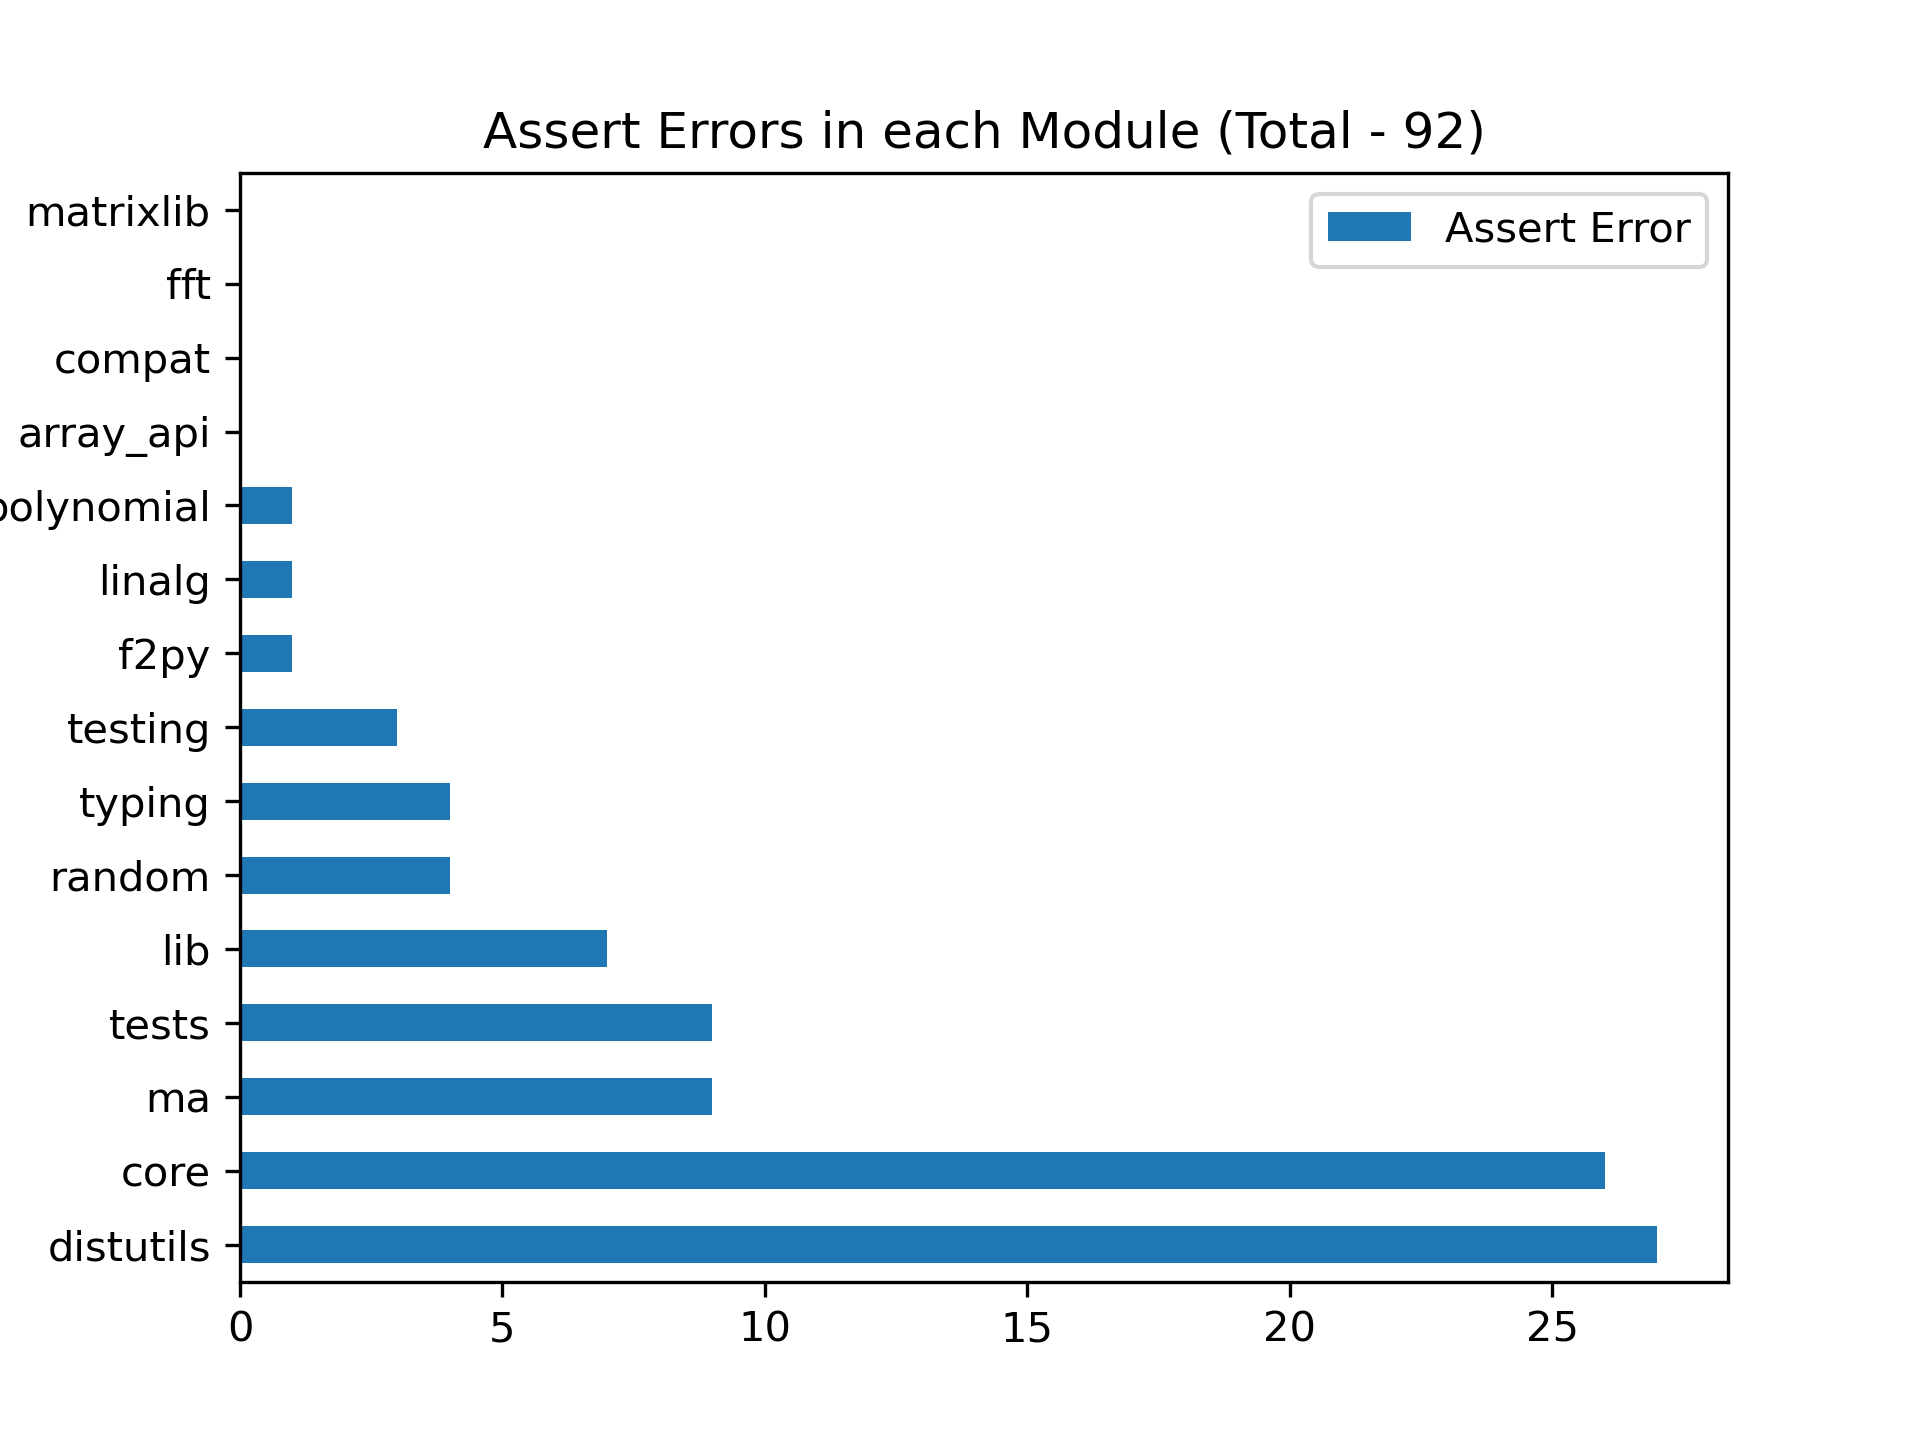 Assert Errors in each Module (Total - 92)
Assert Error
matrixlib
fft
compat
array_api
polynomial
linalg
f2py
testing
typing
random
lib
tests
ma
core
distutils
0 5 10 15 20 25